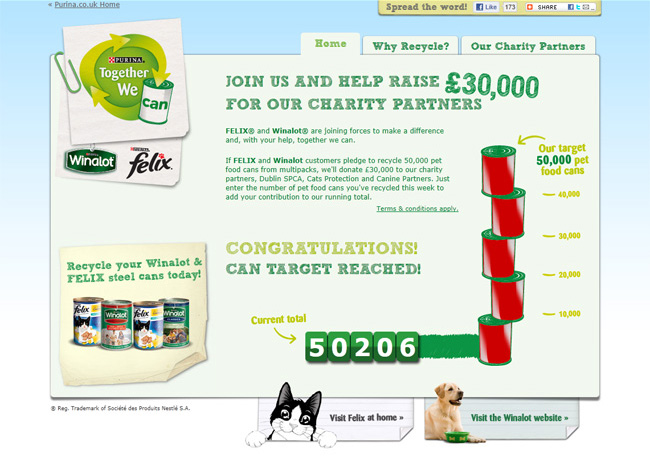 « Purina.co.uk Home
Spread the word!
Like 173
SHARE
Home
Why Recycle?
Our Charity Partners
PURINA
Together
We
can
Winalot
PURINA
felix
JOIN US AND HELP RAISE £30,000
FOR OUR CHARITY PARTNERS
FELIX® and Winalot® are joining forces to make a difference
and, with your help, together we can.
If FELIX and Winalot customers pledge to recycle 50,000 pet
food cans from multipacks, we'll donate £30,000 to our charity
partners, Dublin SPCA, Cats Protection and Canine Partners. Just
enter the number of pet food cans you've recycled this week to
add your contribution to our running total.
Terms & conditions apply.
Our target
50,000 pet
food cans
40,000
30,000
20,000
10,000
CONGRATULATIONS!
CAN TARGET REACHED!
Recycle your Winalot &
FELIX steel cans today!
felix
Winalot
felix
Winalot
Current total
50206
® Reg. Trademark of Société des Produits Nestlé S.A.
Visit Felix at home »
Visit the Winalot website »